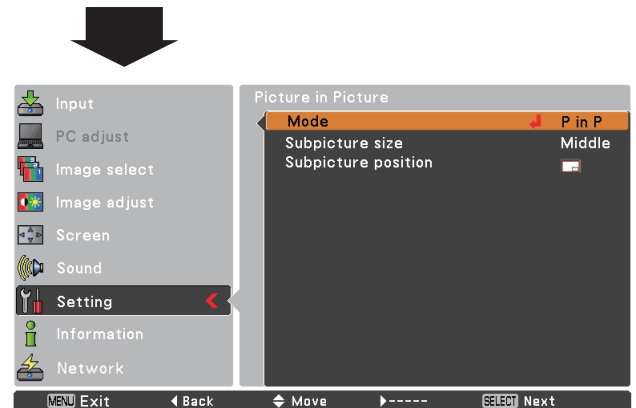 Input
PC adjust
Image select
Image adjust
Screen
Sound
Setting
Information
Network
Picture in Picture
Mode P in P
Subpicture size Middle
Subpicture position
MENU Exit Back Move ----- SELECT Next